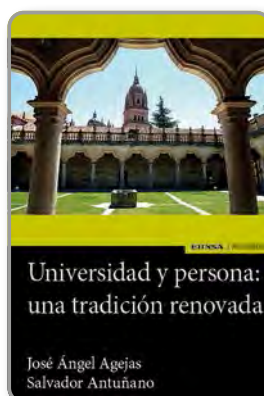 EUNSA
Universidad y persona:
una tradición renovada
José Ángel Agejas
Salvador Antuñano